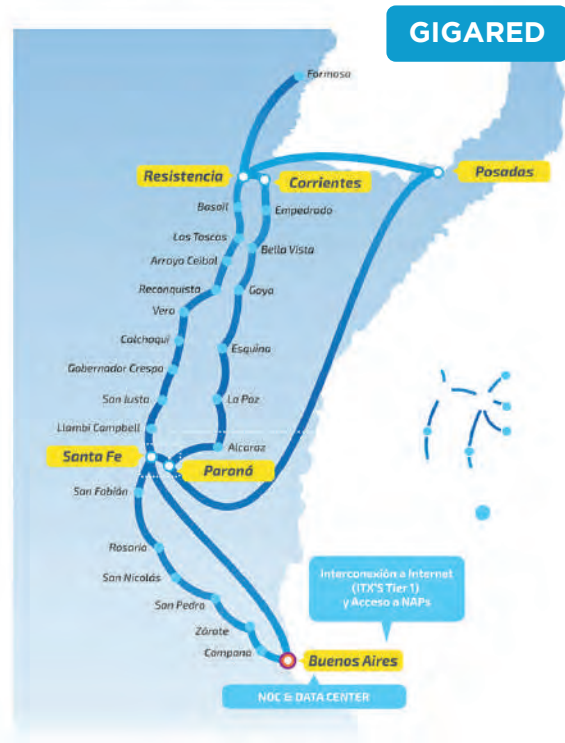 GIGARED
Formosa
Resistencia
Corrientes
Posadas
Basail
Empedrado
Las Toscas
Bella Vista
Arroyo Ceibal
Reconquista
Goya
Vera
Calchaquí
Esquina
Gobernador Crespo
San Justo
La Paz
Llambi Campbell
Alcaraz
Santa Fe
Paraná
San Fabián
Rosario
San Nicolás
Interconexión a Internet
(ITX'S Tier 1)
y Acceso a NAPs
San Pedro
Zárate
Campana
Buenos Aires
NOC & DATA CENTER